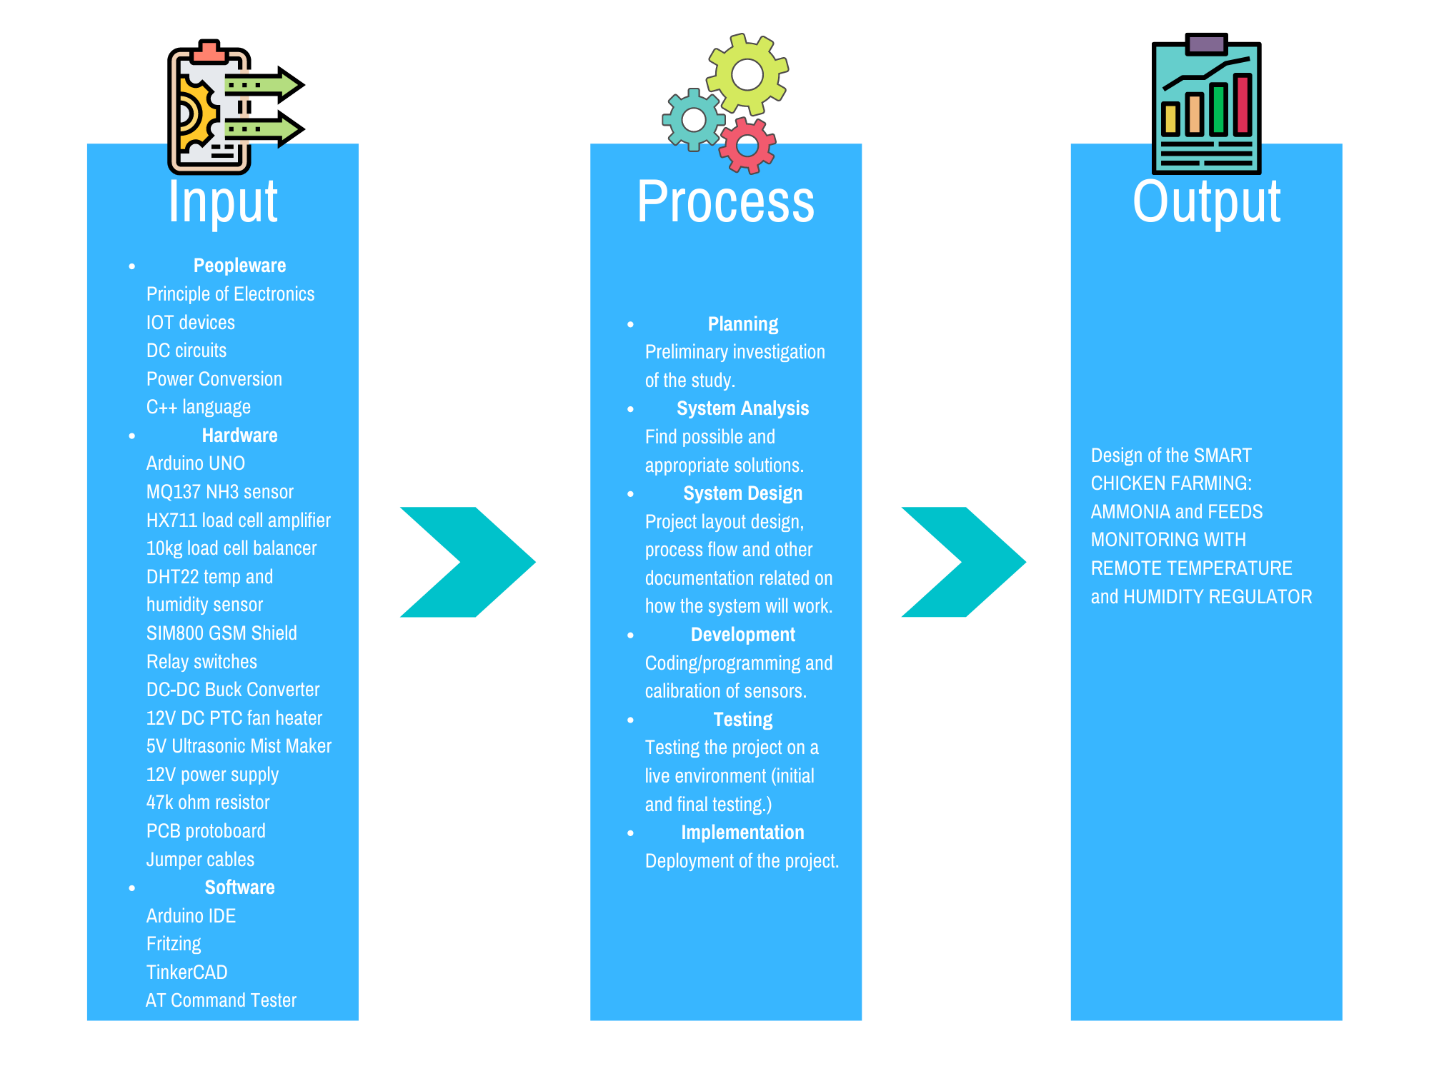 Input
Peopleware
Principle of Electronics
IOT devices
DC circuits
Power Conversion
C++ language
Hardware
Arduino UNO
MQ137 NH3 sensor
HX711 load cell amplifier
10kg load cell balancer
DHT22 temp and
humidity sensor
SIM800 GSM Shield
Relay switches
DC-DC Buck Converter
12V DC PTC fan heater
5V Ultrasonic Mist Maker
12V power supply
47k ohm resistor
PCB protoboard
Jumper cables
Software
Arduino IDE
Fritzing
TinkerCAD
AT Command Tester
Process
Planning
Preliminary investigation
of the study.
System Analysis
Find possible and
appropriate solutions.
System Design
Project layout design,
process flow and other
documentation related on
how the system will work.
Development
Coding/programming and
calibration of sensors.
Testing
Testing the project on a
live environment (initial
and final testing.)
Implementation
Deployment of the project.
Output
Design of the SMART
CHICKEN FARMING:
AMMONIA and FEEDS
MONITORING WITH
REMOTE TEMPERATURE
and HUMIDITY REGULATOR